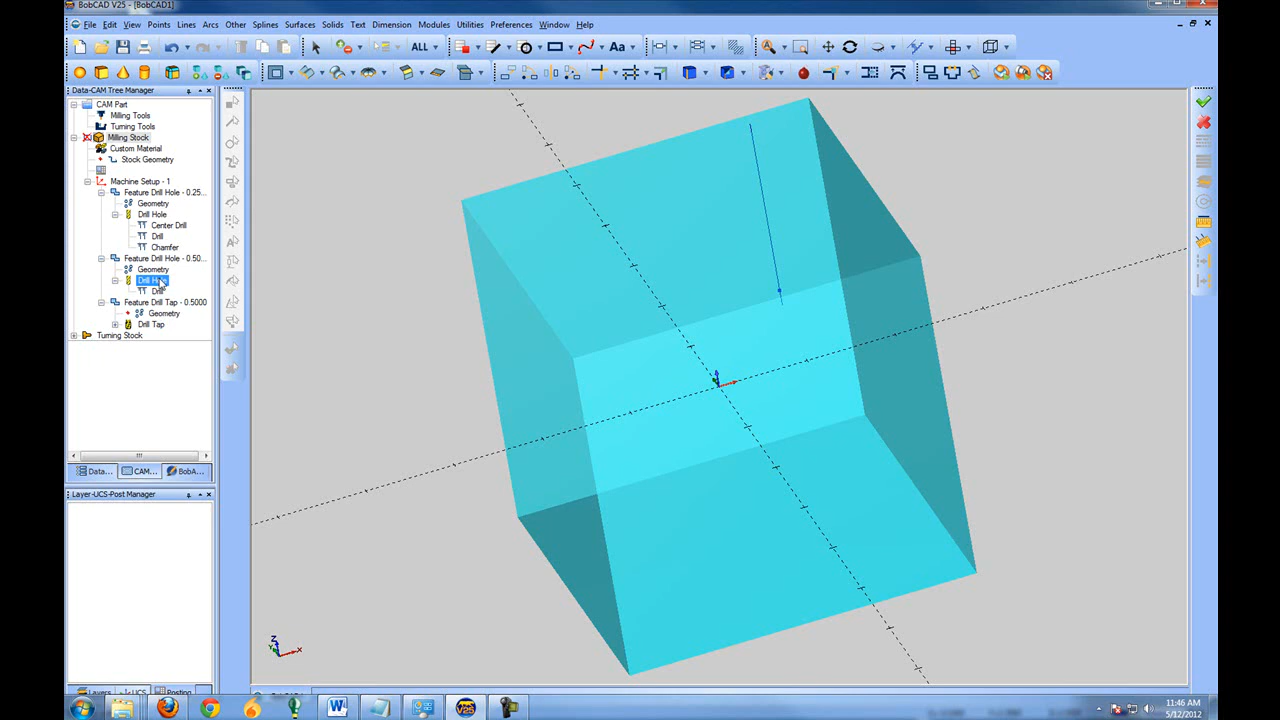 BobCAD V25 - [BobCAD1]
File Edit View Points Lines Arcs Other Splines Surfaces Solids Text Dimension Modules Utilities Preferences Window Help
ALL
Aa
Data-CAM Tree Manager
CAM Part
Milling Tools
Turning Tools
Milling Stock
Custom Material
Stock Geometry
Machine Setup - 1
Feature Drill Hole - 0.25...
Geometry
Drill Hole
Center Drill
Drill
Chamfer
Feature Drill Hole - 0.50...
Geometry
Drill
Feature Drill Tap - 0.5000
Geometry
Drill Tap
Turning Stock
Data... CAM... BobA...
Layer-UCS-Post Manager
Z
Y
X
Layers UCS Posting
W
V25
11:46 AM
5/12/2012